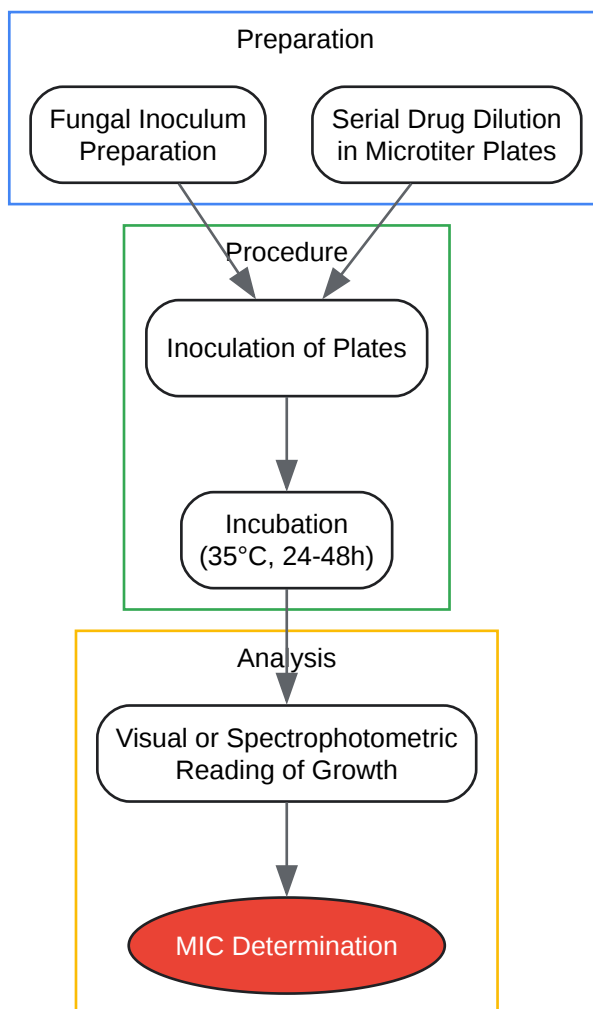 Preparation
Fungal Inoculum
Preparation
Serial Drug Dilution
in Microtiter Plates
Procedure
Inoculation of Plates
Incubation
(35°C, 24-48h)
Analysis
Visual or Spectrophotometric
Reading of Growth
MIC Determination